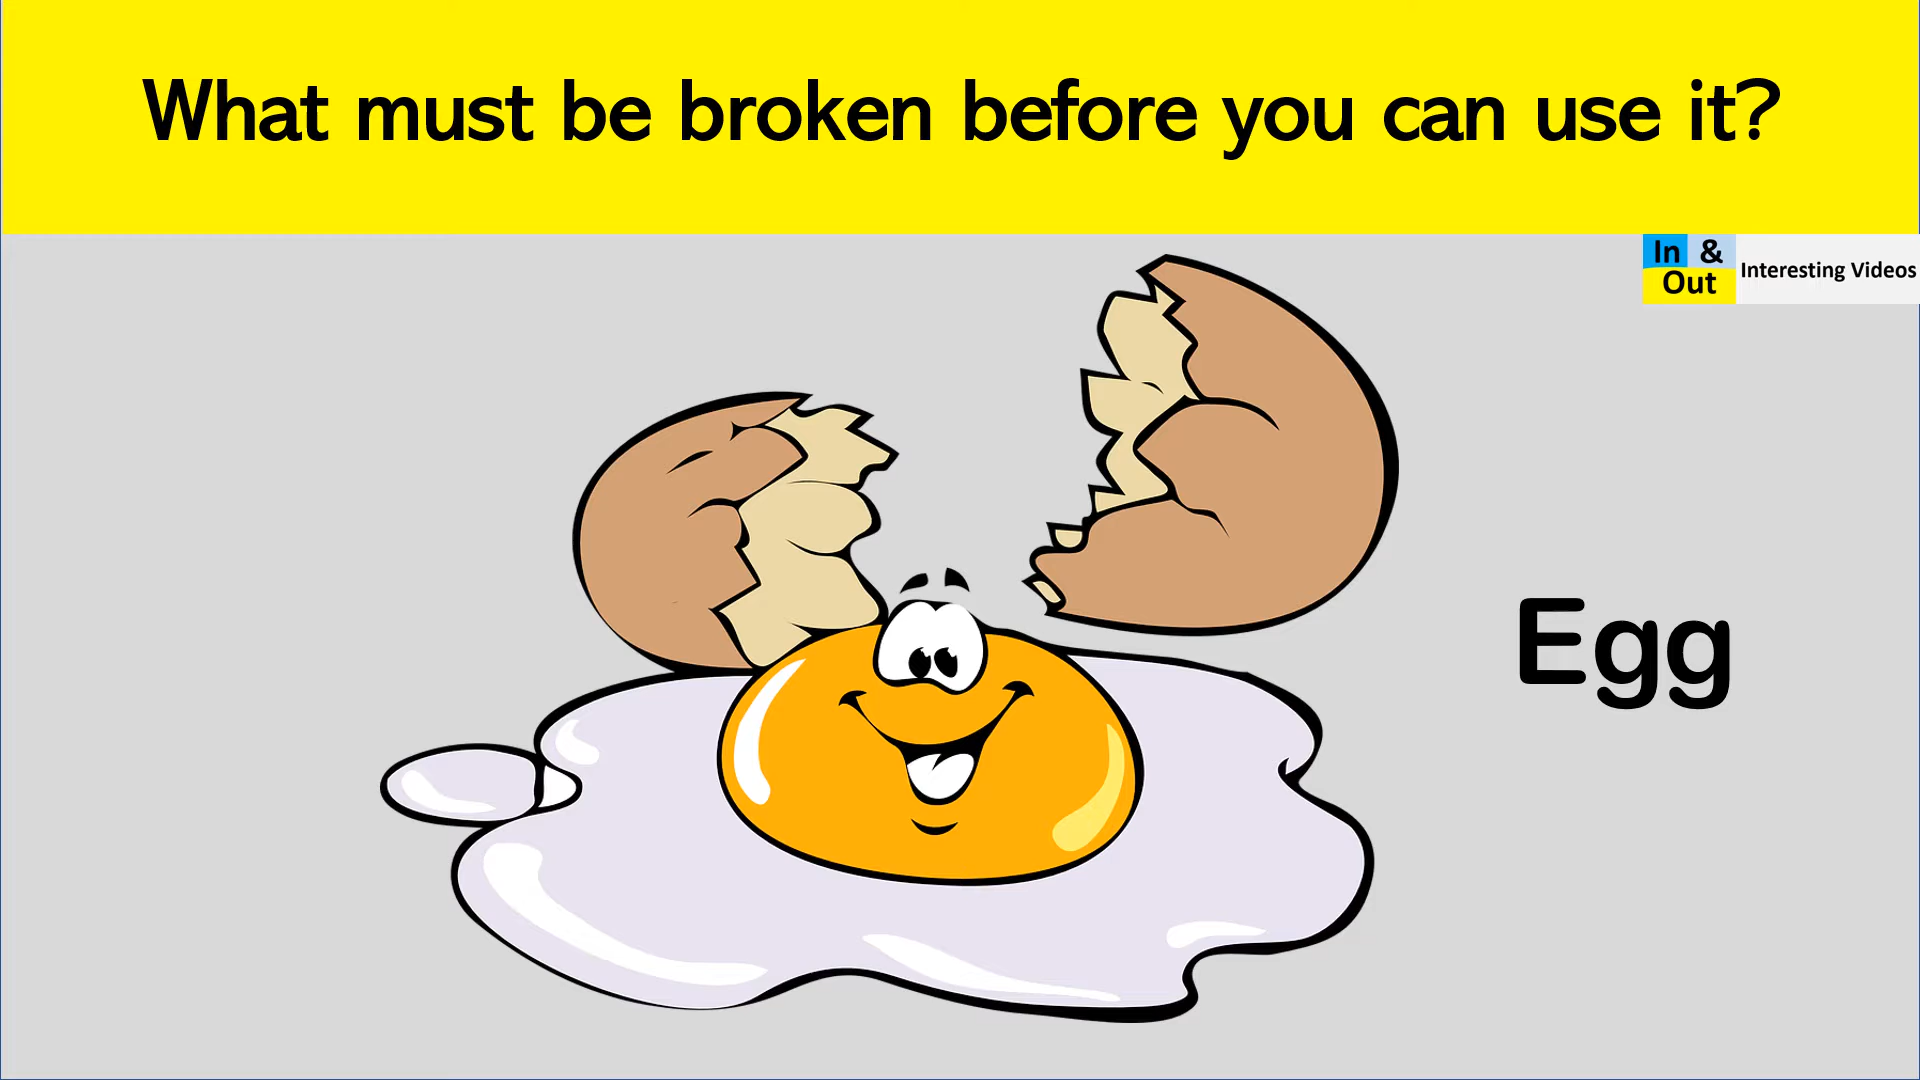 What must be broken before you can use it?
In &
Out
Interesting Videos
Egg